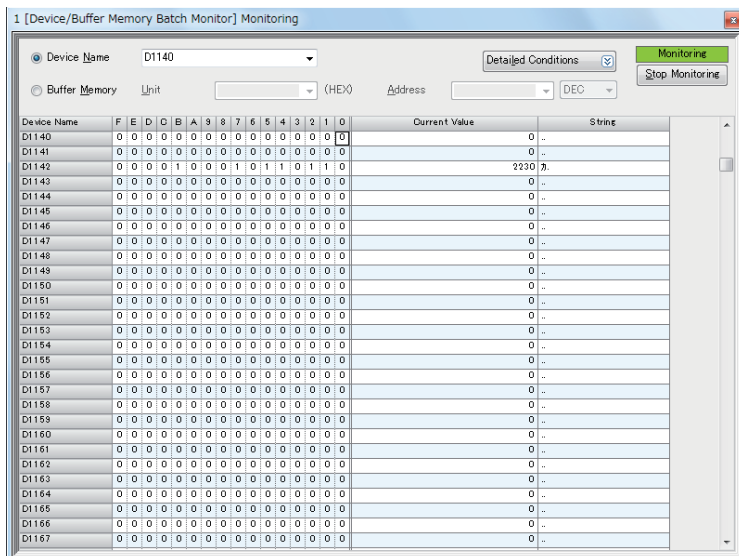 1 [Device/Buffer Memory Batch Monitor] Monitoring
Device Name D1140 Detailed Conditions Monitoring
Stop Monitoring
Buffer Memory Unit (HEX) Address DEC
Device Name F E D C B A 9 8 7 6 5 4 3 2 1 0 Current Value String
D1140 0 0 0 0 0 0 0 0 0 0 0 0 0 0 0 0 0 ..
D1141 0 0 0 0 0 0 0 0 0 0 0 0 0 0 0 0 0 ..
D1142 0 0 0 0 1 0 0 0 1 0 1 1 0 1 1 0 2230 カ.
D1143 0 0 0 0 0 0 0 0 0 0 0 0 0 0 0 0 0 ..
D1144 0 0 0 0 0 0 0 0 0 0 0 0 0 0 0 0 0 ..
D1145 0 0 0 0 0 0 0 0 0 0 0 0 0 0 0 0 0 ..
D1146 0 0 0 0 0 0 0 0 0 0 0 0 0 0 0 0 0 ..
D1147 0 0 0 0 0 0 0 0 0 0 0 0 0 0 0 0 0 ..
D1148 0 0 0 0 0 0 0 0 0 0 0 0 0 0 0 0 0 ..
D1149 0 0 0 0 0 0 0 0 0 0 0 0 0 0 0 0 0 ..
D1150 0 0 0 0 0 0 0 0 0 0 0 0 0 0 0 0 0 ..
D1151 0 0 0 0 0 0 0 0 0 0 0 0 0 0 0 0 0 ..
D1152 0 0 0 0 0 0 0 0 0 0 0 0 0 0 0 0 0 ..
D1153 0 0 0 0 0 0 0 0 0 0 0 0 0 0 0 0 0 ..
D1154 0 0 0 0 0 0 0 0 0 0 0 0 0 0 0 0 0 ..
D1155 0 0 0 0 0 0 0 0 0 0 0 0 0 0 0 0 0 ..
D1156 0 0 0 0 0 0 0 0 0 0 0 0 0 0 0 0 0 ..
D1157 0 0 0 0 0 0 0 0 0 0 0 0 0 0 0 0 0 ..
D1158 0 0 0 0 0 0 0 0 0 0 0 0 0 0 0 0 0 ..
D1159 0 0 0 0 0 0 0 0 0 0 0 0 0 0 0 0 0 ..
D1160 0 0 0 0 0 0 0 0 0 0 0 0 0 0 0 0 0 ..
D1161 0 0 0 0 0 0 0 0 0 0 0 0 0 0 0 0 0 ..
D1162 0 0 0 0 0 0 0 0 0 0 0 0 0 0 0 0 0 ..
D1163 0 0 0 0 0 0 0 0 0 0 0 0 0 0 0 0 0 ..
D1164 0 0 0 0 0 0 0 0 0 0 0 0 0 0 0 0 0 ..
D1165 0 0 0 0 0 0 0 0 0 0 0 0 0 0 0 0 0 ..
D1166 0 0 0 0 0 0 0 0 0 0 0 0 0 0 0 0 0 ..
D1167 0 0 0 0 0 0 0 0 0 0 0 0 0 0 0 0 0 ..